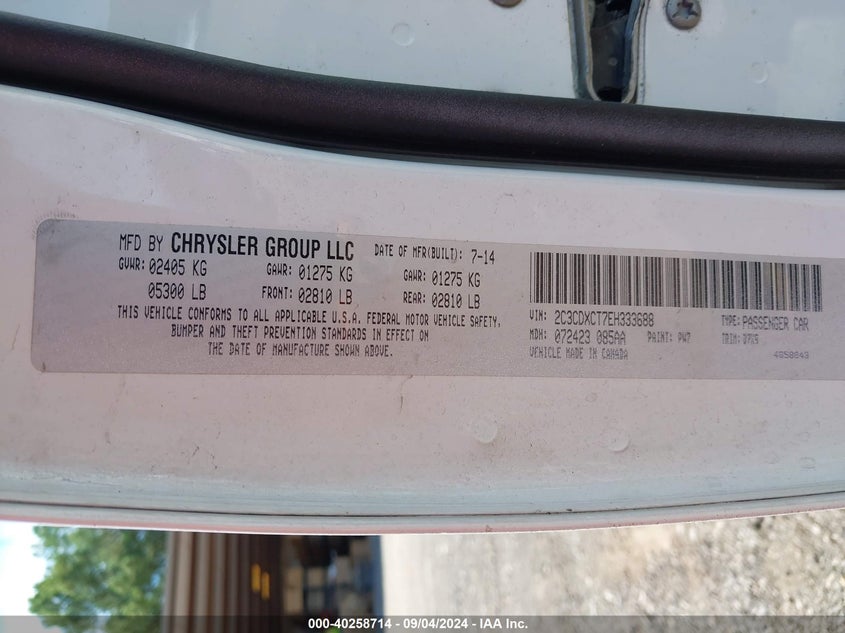 MFD BY CHRYSLER GROUP LLC DATE OF MFR(BUILT): 7-14
GVWR: 02405 KG GAWR: 01275 KG GAWR: 01275 KG
05300 LB FRONT: 02810 LB REAR: 02810 LB
THIS VEHICLE CONFORMS TO ALL APPLICABLE U.S.A. FEDERAL MOTOR VEHICLE SAFETY,
BUMPER AND THEFT PREVENTION STANDARDS IN EFFECT ON
THE DATE OF MANUFACTURE SHOWN ABOVE.
VIN: 2C3CDXCT7EH333688 TYPE: PASSENGER CAR
MDH: 072423 085AA PAINT: PW7 TRIM: D7X9
VEHICLE MADE IN CANADA
000-40258714 - 09/04/2024 - IAA Inc.